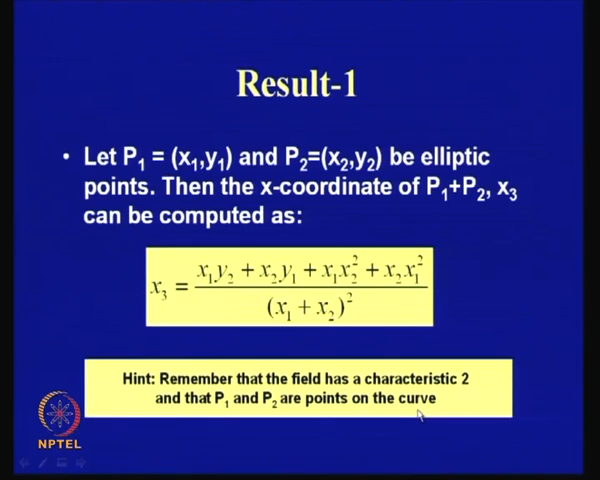 Result-1
• Let P₁ = (x₁,y₁) and P₂=(x₂,y₂) be elliptic
points. Then the x-coordinate of P₁+P₂, x₃
can be computed as:
x₃ = (x₁y₂ + x₂y₁ + x₁x₂² + x₂x₁²) / (x₁ + x₂)²
Hint: Remember that the field has a characteristic 2
and that P₁ and P₂ are points on the curve
NPTEL